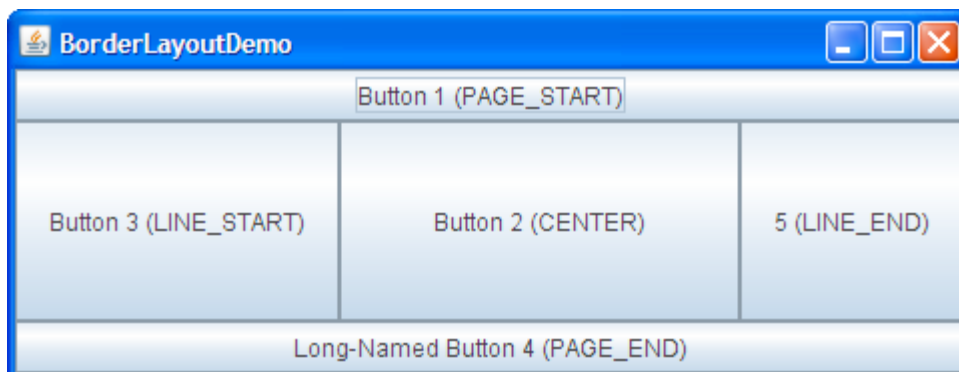 BorderLayoutDemo
Button 1 (PAGE_START)
Button 3 (LINE_START) Button 2 (CENTER) 5 (LINE_END)
Long-Named Button 4 (PAGE_END)